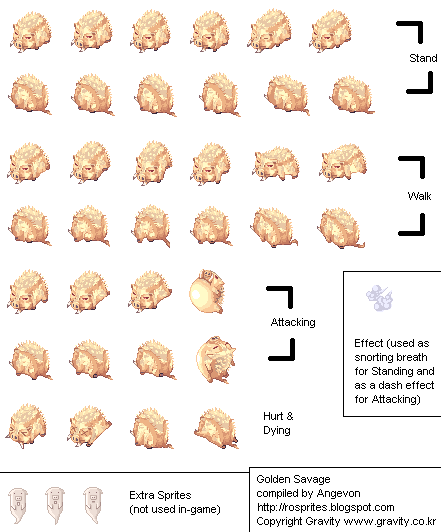 Stand
Walk
Attacking
Effect (used as
snorting breath
for Standing and
as a dash effect
for Attacking)
Hurt &
Dying
Extra Sprites
(not used in-game)
Golden Savage
compiled by Angevon
http://rosprites.blogspot.com
Copyright Gravity www.gravity.co.kr